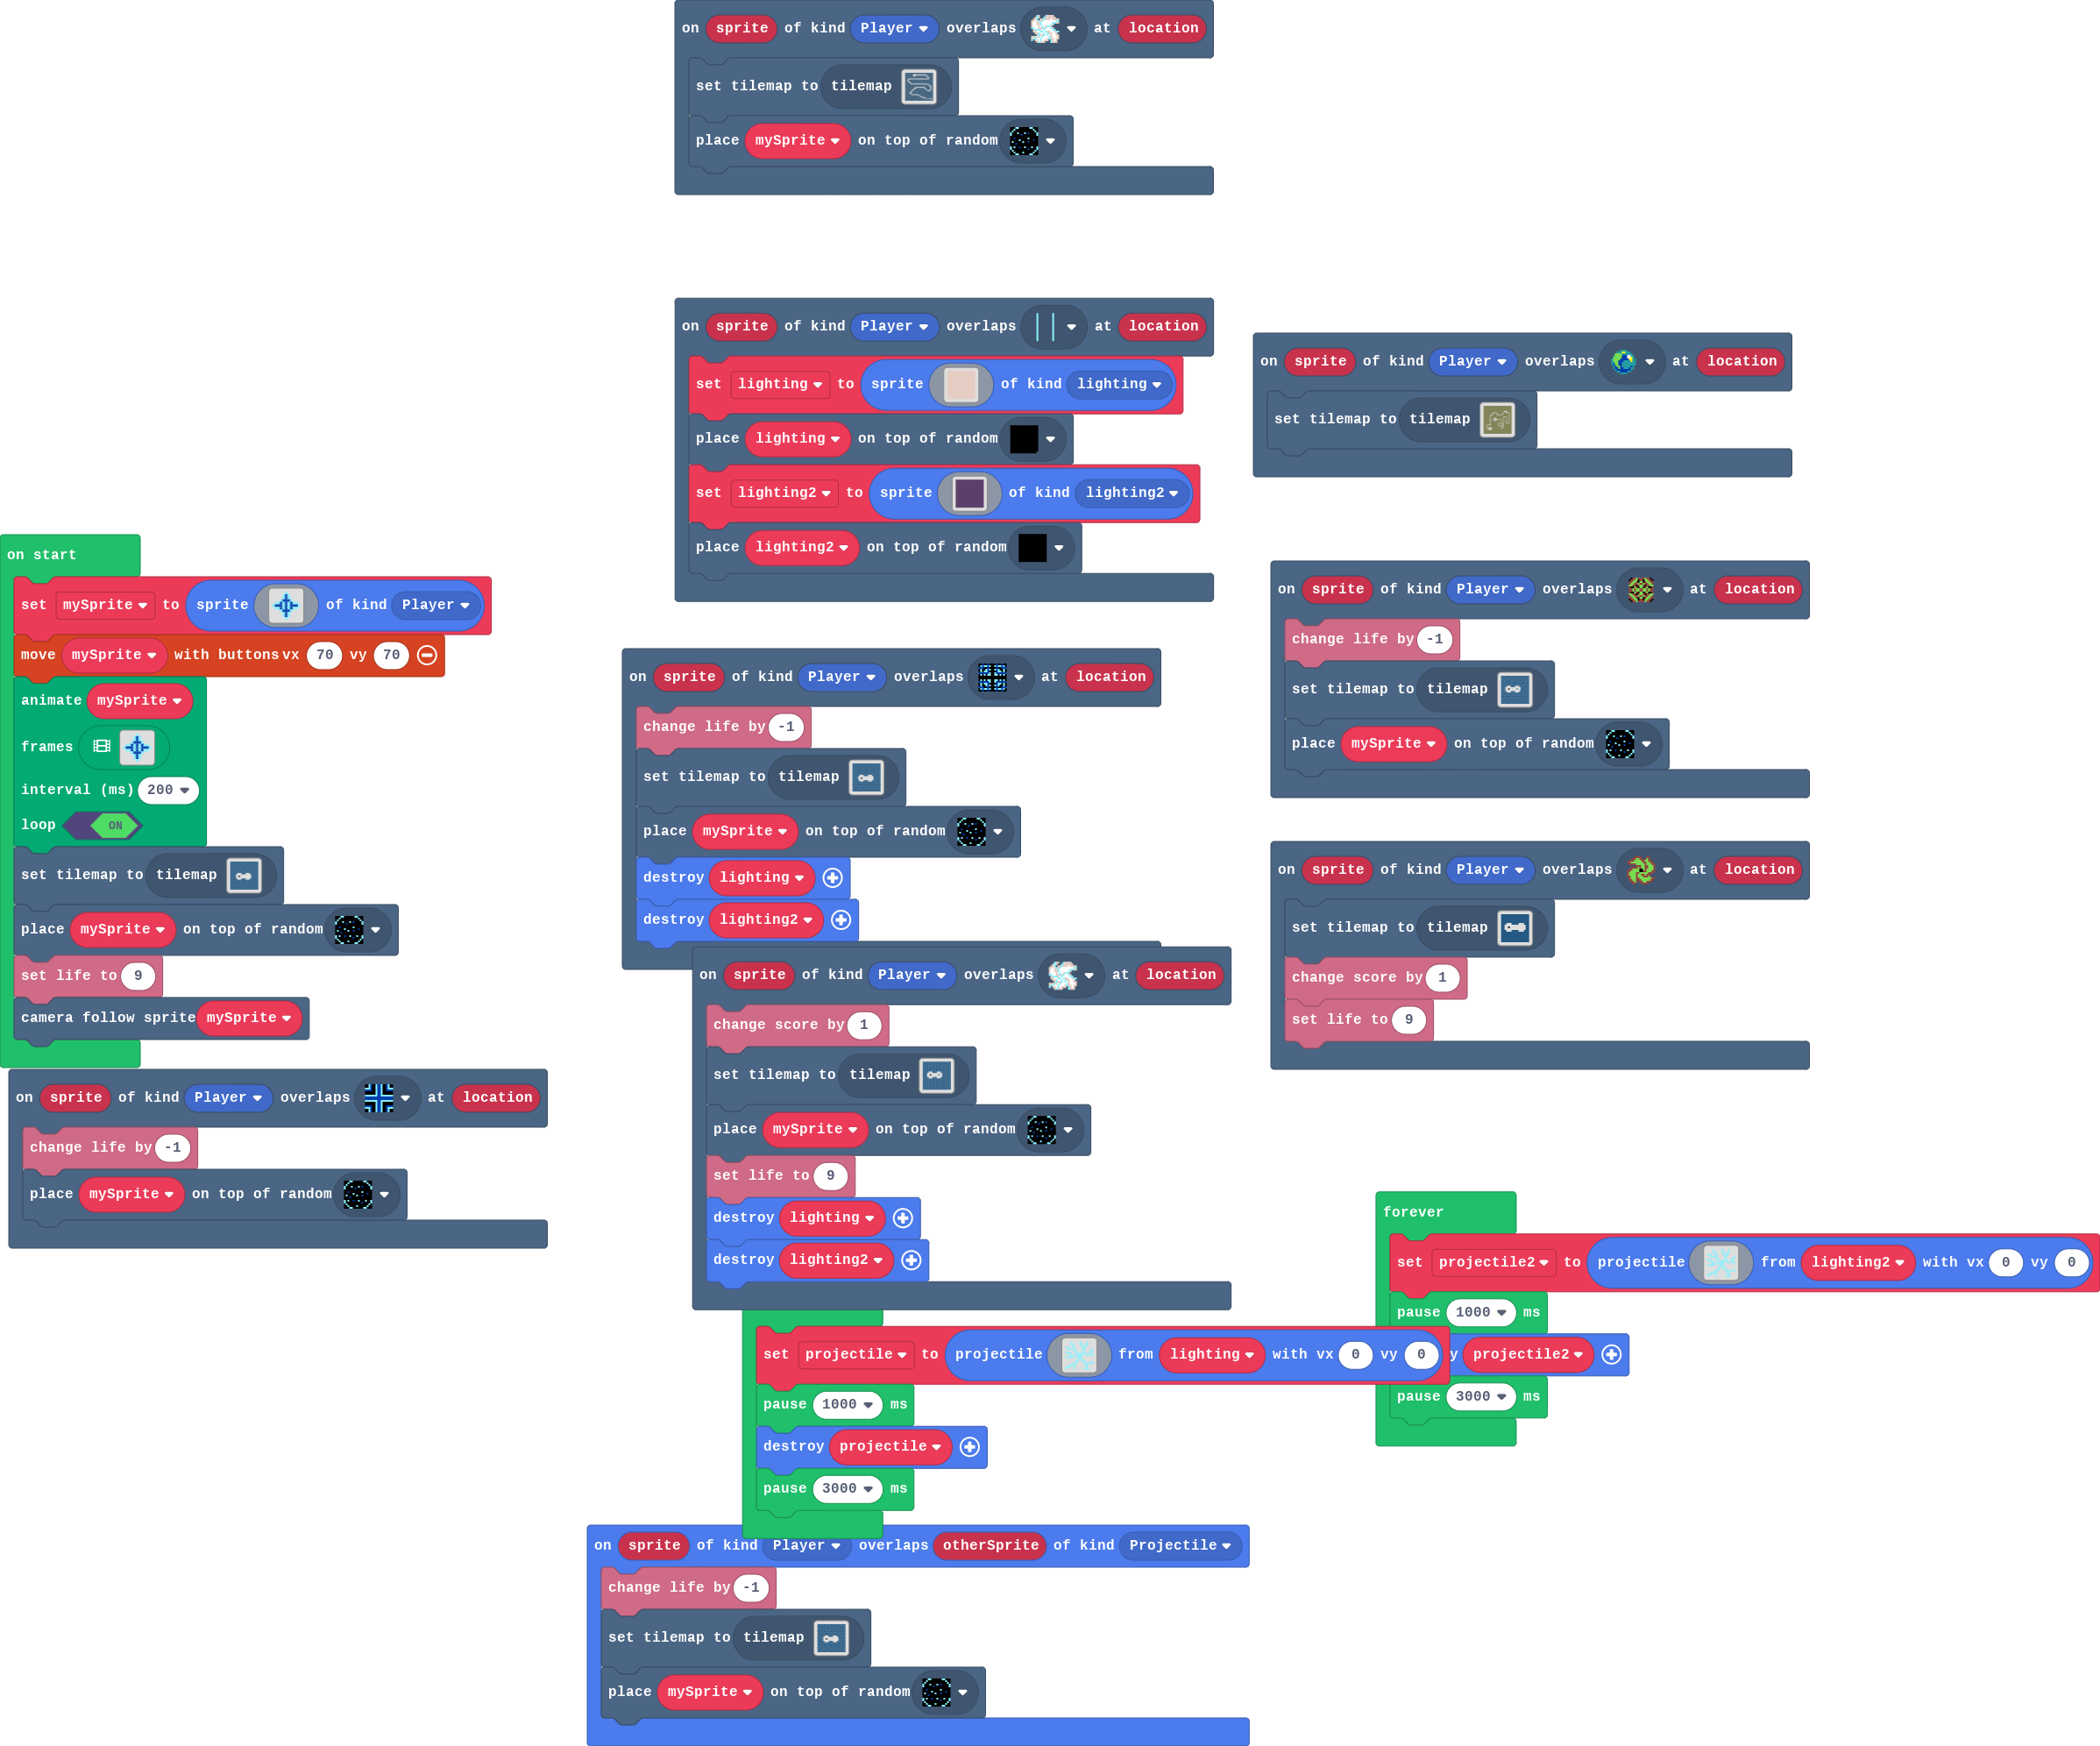 on sprite of kind Player overlaps at location
set tilemap to tilemap
place mySprite on top of random
on sprite of kind Player overlaps at location
set lighting to sprite of kind lighting
place lighting on top of random
set lighting2 to sprite of kind lighting2
place lighting2 on top of random
on sprite of kind Player overlaps at location
set tilemap to tilemap
on start
set mySprite to sprite of kind Player
move mySprite with buttons vx 70 vy 70
animate mySprite
frames
interval (ms) 200
loop ON
set tilemap to tilemap
place mySprite on top of random
set life to 9
camera follow sprite mySprite
on sprite of kind Player overlaps at location
change life by -1
place mySprite on top of random
on sprite of kind Player overlaps at location
change life by -1
set tilemap to tilemap
place mySprite on top of random
destroy lighting
destroy lighting2
on sprite of kind Player overlaps at location
change score by 1
set tilemap to tilemap
place mySprite on top of random
set life to 9
destroy lighting
destroy lighting2
on sprite of kind Player overlaps at location
change life by -1
set tilemap to tilemap
place mySprite on top of random
on sprite of kind Player overlaps at location
set tilemap to tilemap
change score by 1
set life to 9
forever
set projectile2 to projectile from lighting2 with vx 0 vy 0
pause 1000 ms
y projectile2
pause 3000 ms
set projectile to projectile from lighting with vx 0 vy 0
pause 1000 ms
destroy projectile
pause 3000 ms
on sprite of kind Player overlaps otherSprite of kind Projectile
change life by -1
set tilemap to tilemap
place mySprite on top of random